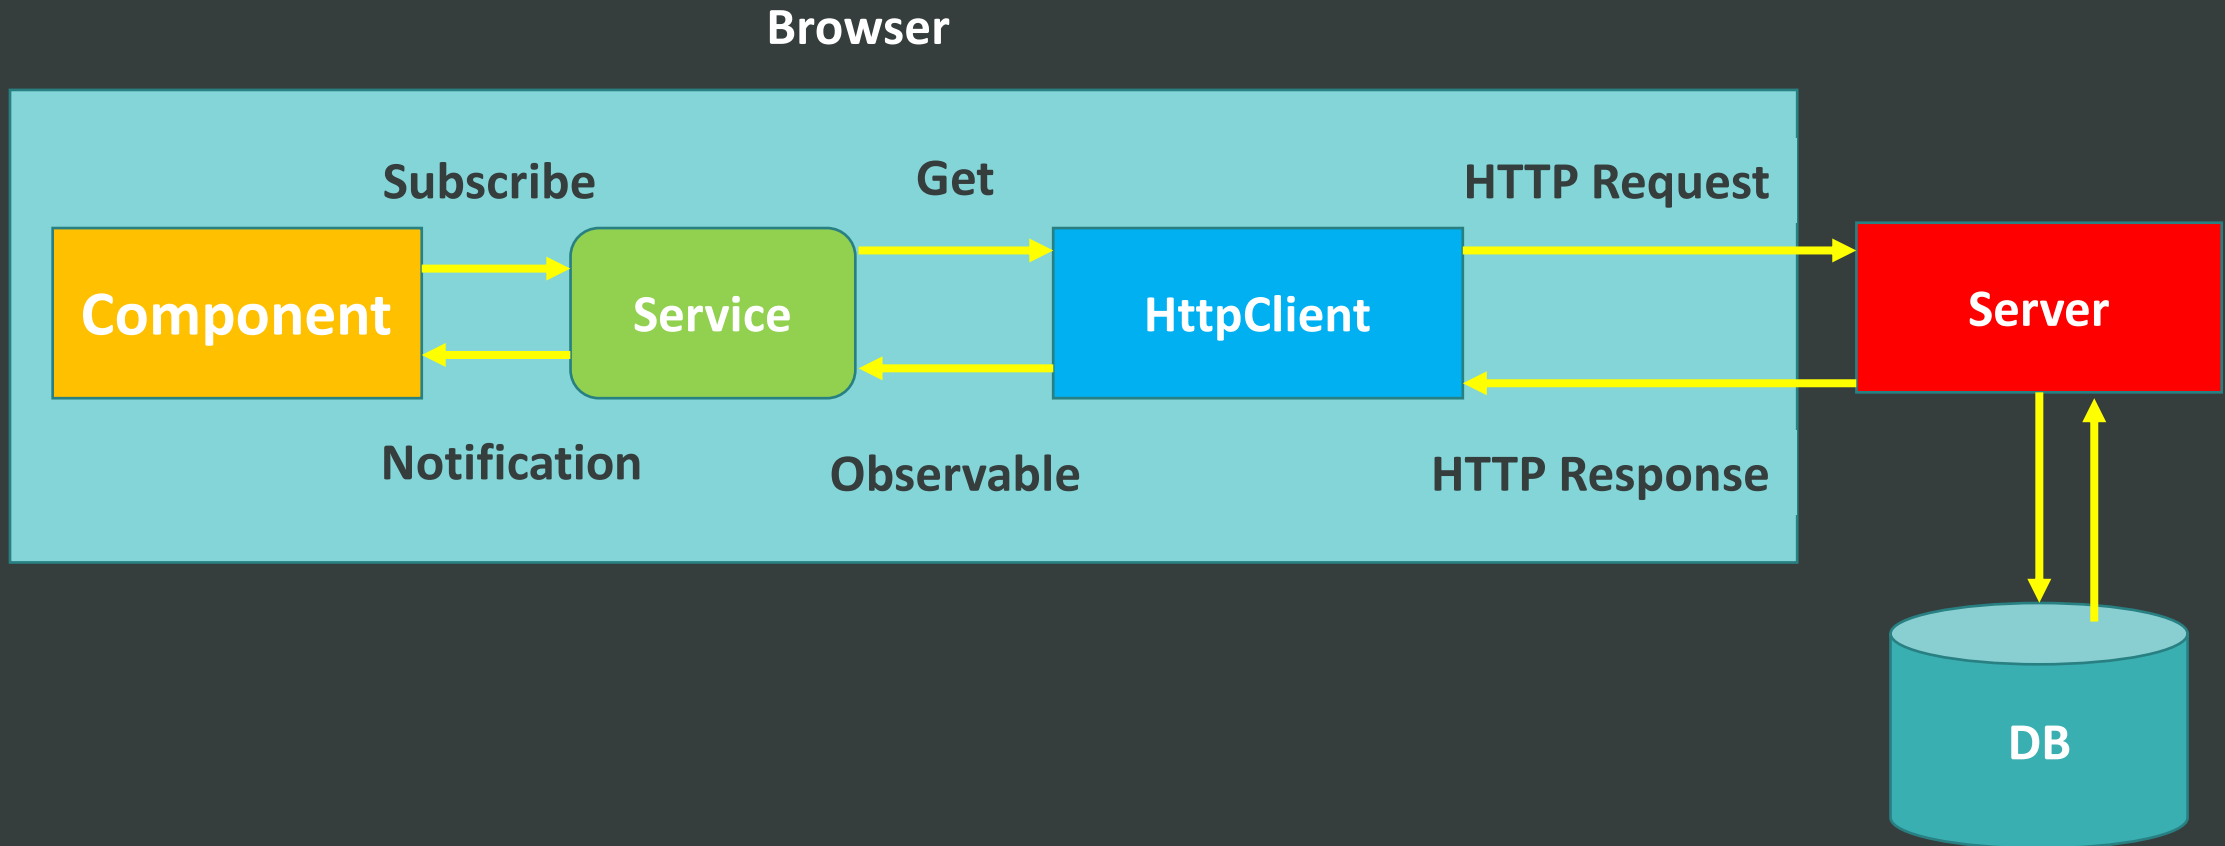 Browser
Subscribe
Get
HTTP Request
Component
Service
HttpClient
Server
Notification
Observable
HTTP Response
DB